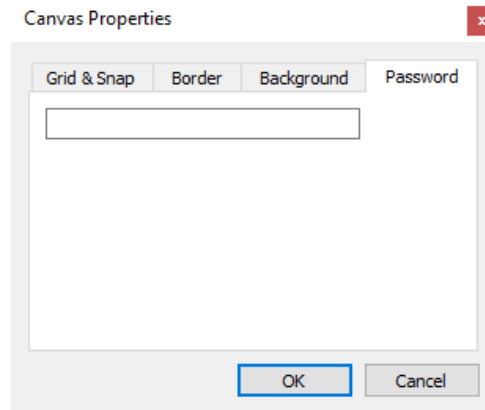 Canvas Properties
x
Grid & Snap Border Background Password
OK Cancel